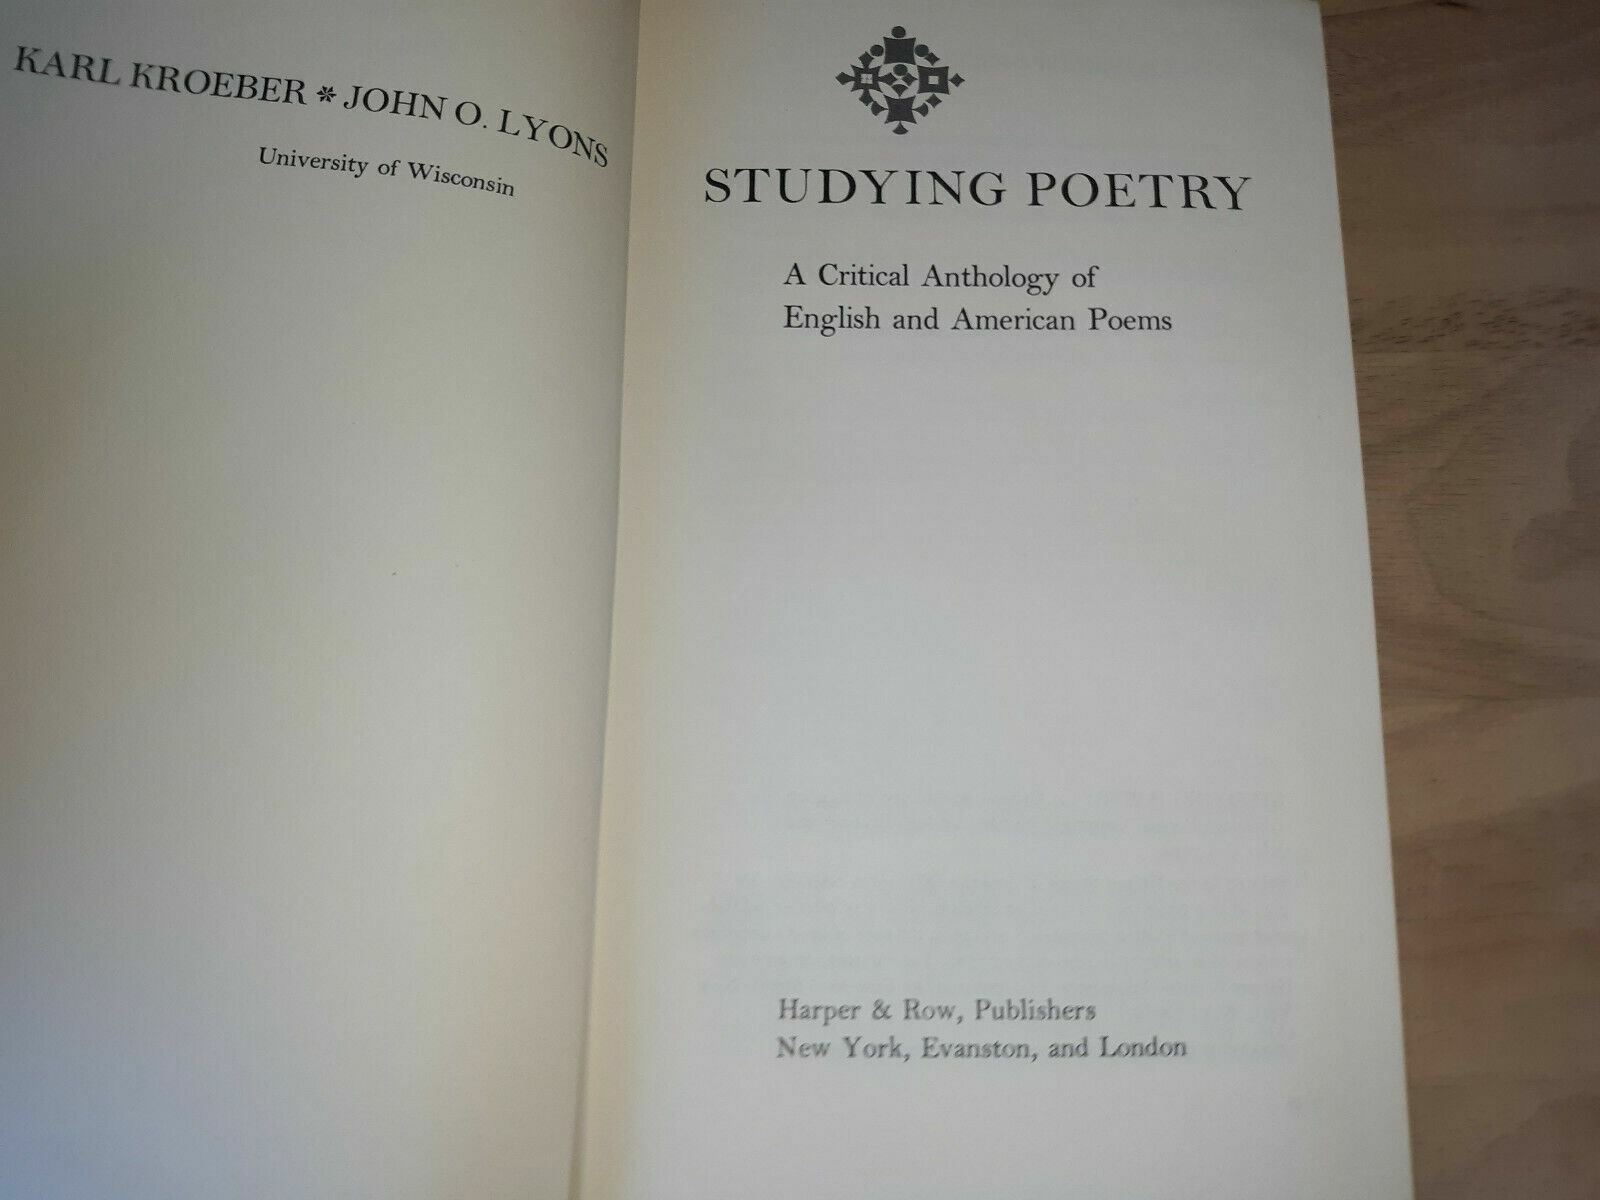 KARL KROEBER * JOHN O. LYONS
University of Wisconsin
STUDYING POETRY
A Critical Anthology of
English and American Poems
Harper & Row, Publishers
New York, Evanston, and London